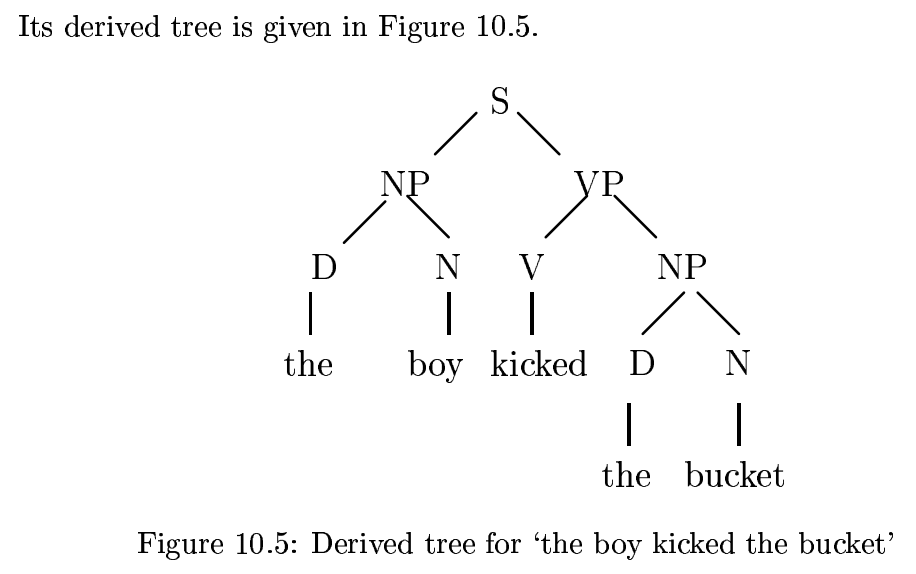 Its derived tree is given in Figure 10.5.
S
NP VP
D N V NP
the boy kicked D N
the bucket
Figure 10.5: Derived tree for ‘the boy kicked the bucket’